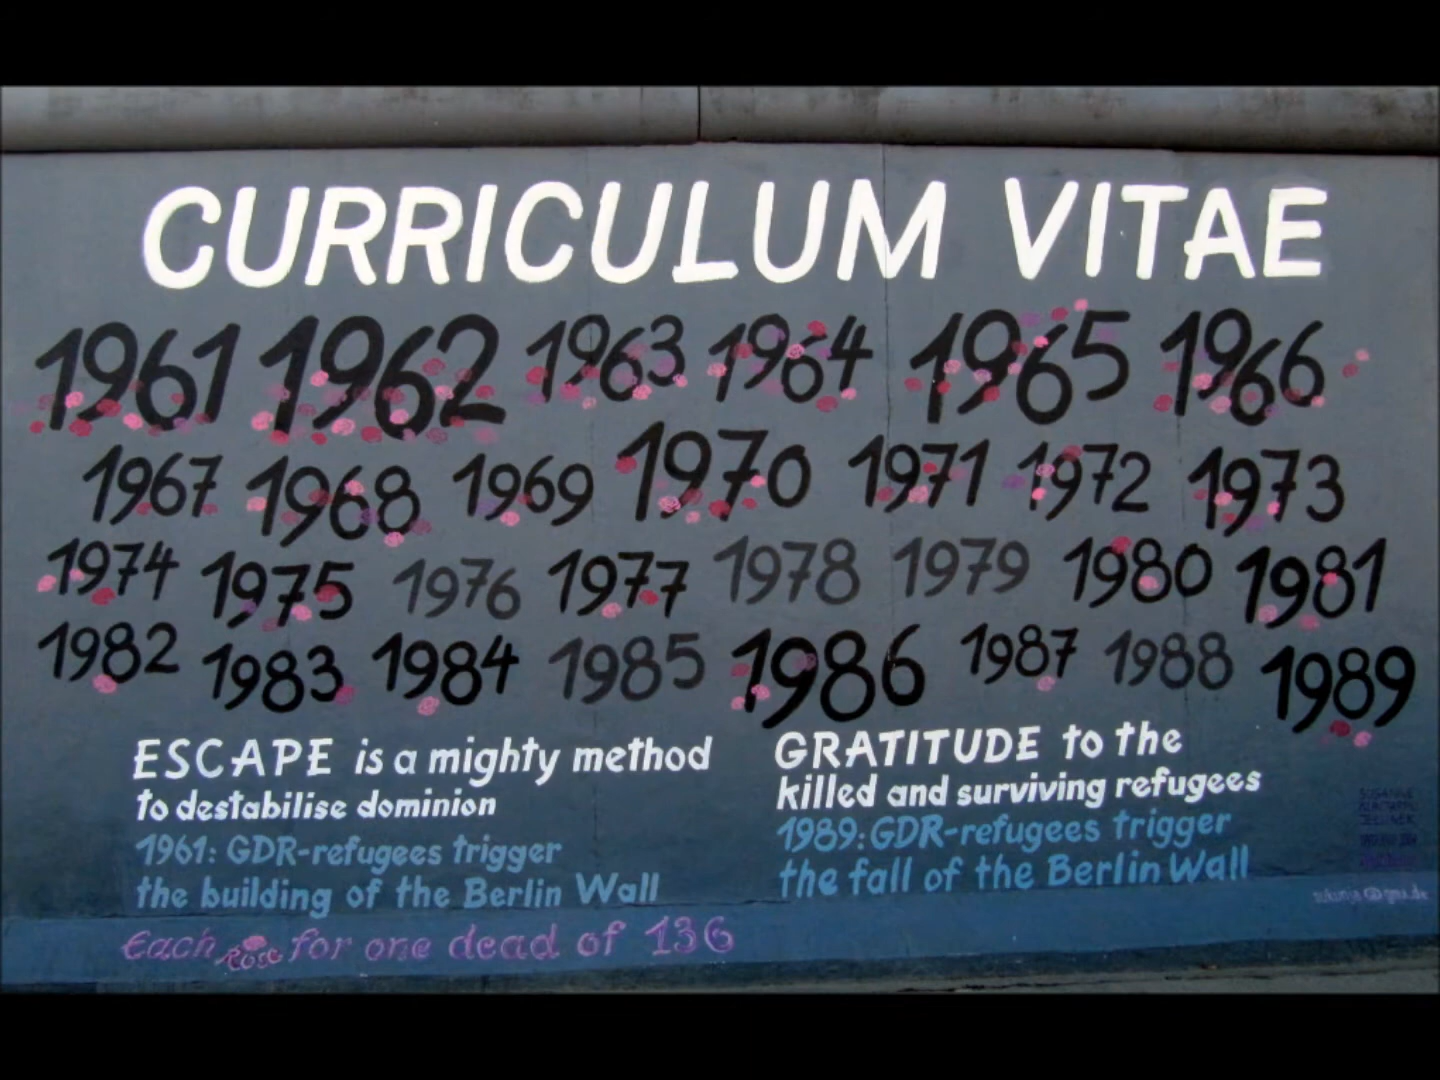 CURRICULUM VITAE
1961 1962 1963 1964 1965 1966
1967 1968 1969 1970 1971 1972 1973
1974 1975 1976 1977 1978 1979 1980 1981
1982 1983 1984 1985 1986 1987 1988 1989
ESCAPE is a mighty method
to destabilise dominion
1961: GDR-refugees trigger
the building of the Berlin Wall
GRATITUDE to the
killed and surviving refugees
1989: GDR-refugees trigger
the fall of the Berlin Wall
Each Rose for one dead of 136
SUSANNE